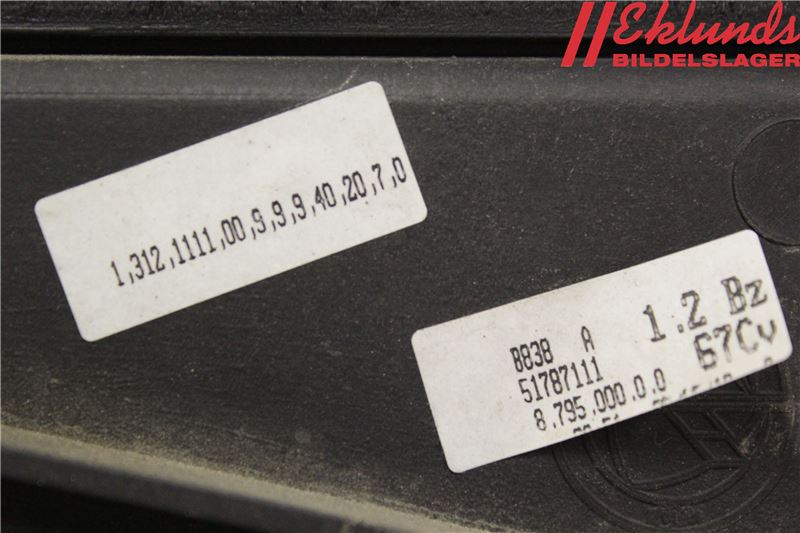 Eklunds
BILDELSLAGER
1,312,1111,00,9,9,9,40,20,7,0
8838 A 1.2 Bz
51787111 67Cv
8.795.000.0.0